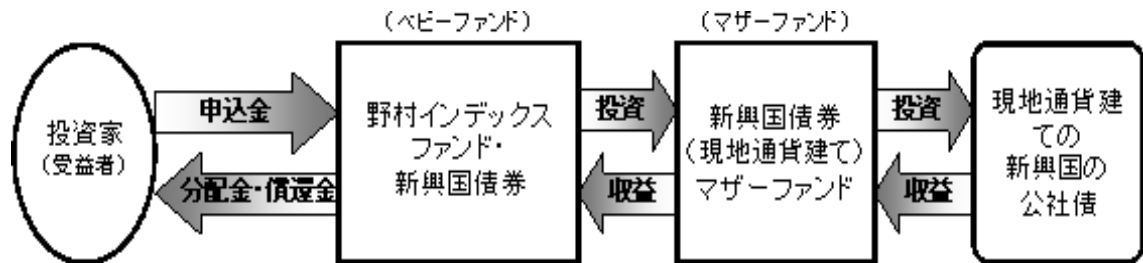 (ベビーファンド)
(マザーファンド)
投資家
(受益者)
申込金
分配金・償還金
野村インデックス
ファンド・
新興国債券
投資
収益
新興国債券
(現地通貨建て)
マザーファンド
投資
収益
現地通貨建
ての
新興国の
公社債